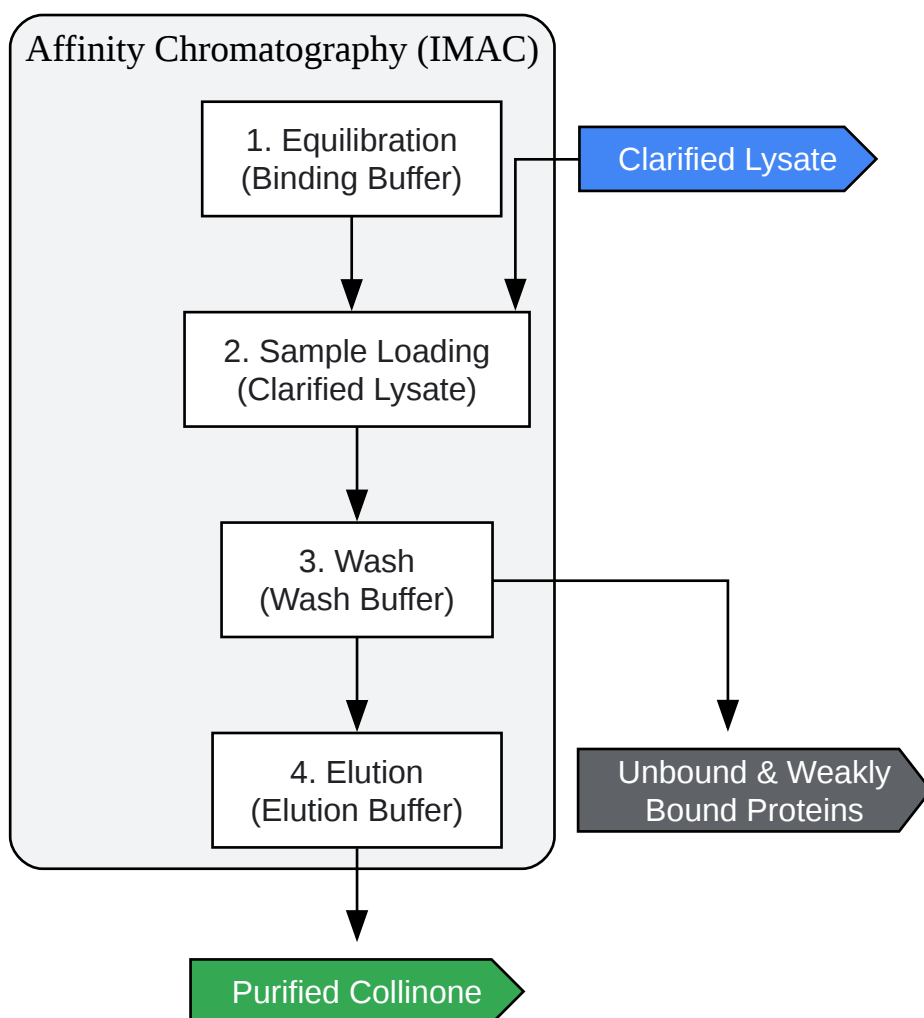 Affinity Chromatography (IMAC)
1. Equilibration
(Binding Buffer)
Clarified Lysate
2. Sample Loading
(Clarified Lysate)
3. Wash
(Wash Buffer)
4. Elution
(Elution Buffer)
Unbound & Weakly
Bound Proteins
Purified Collinone